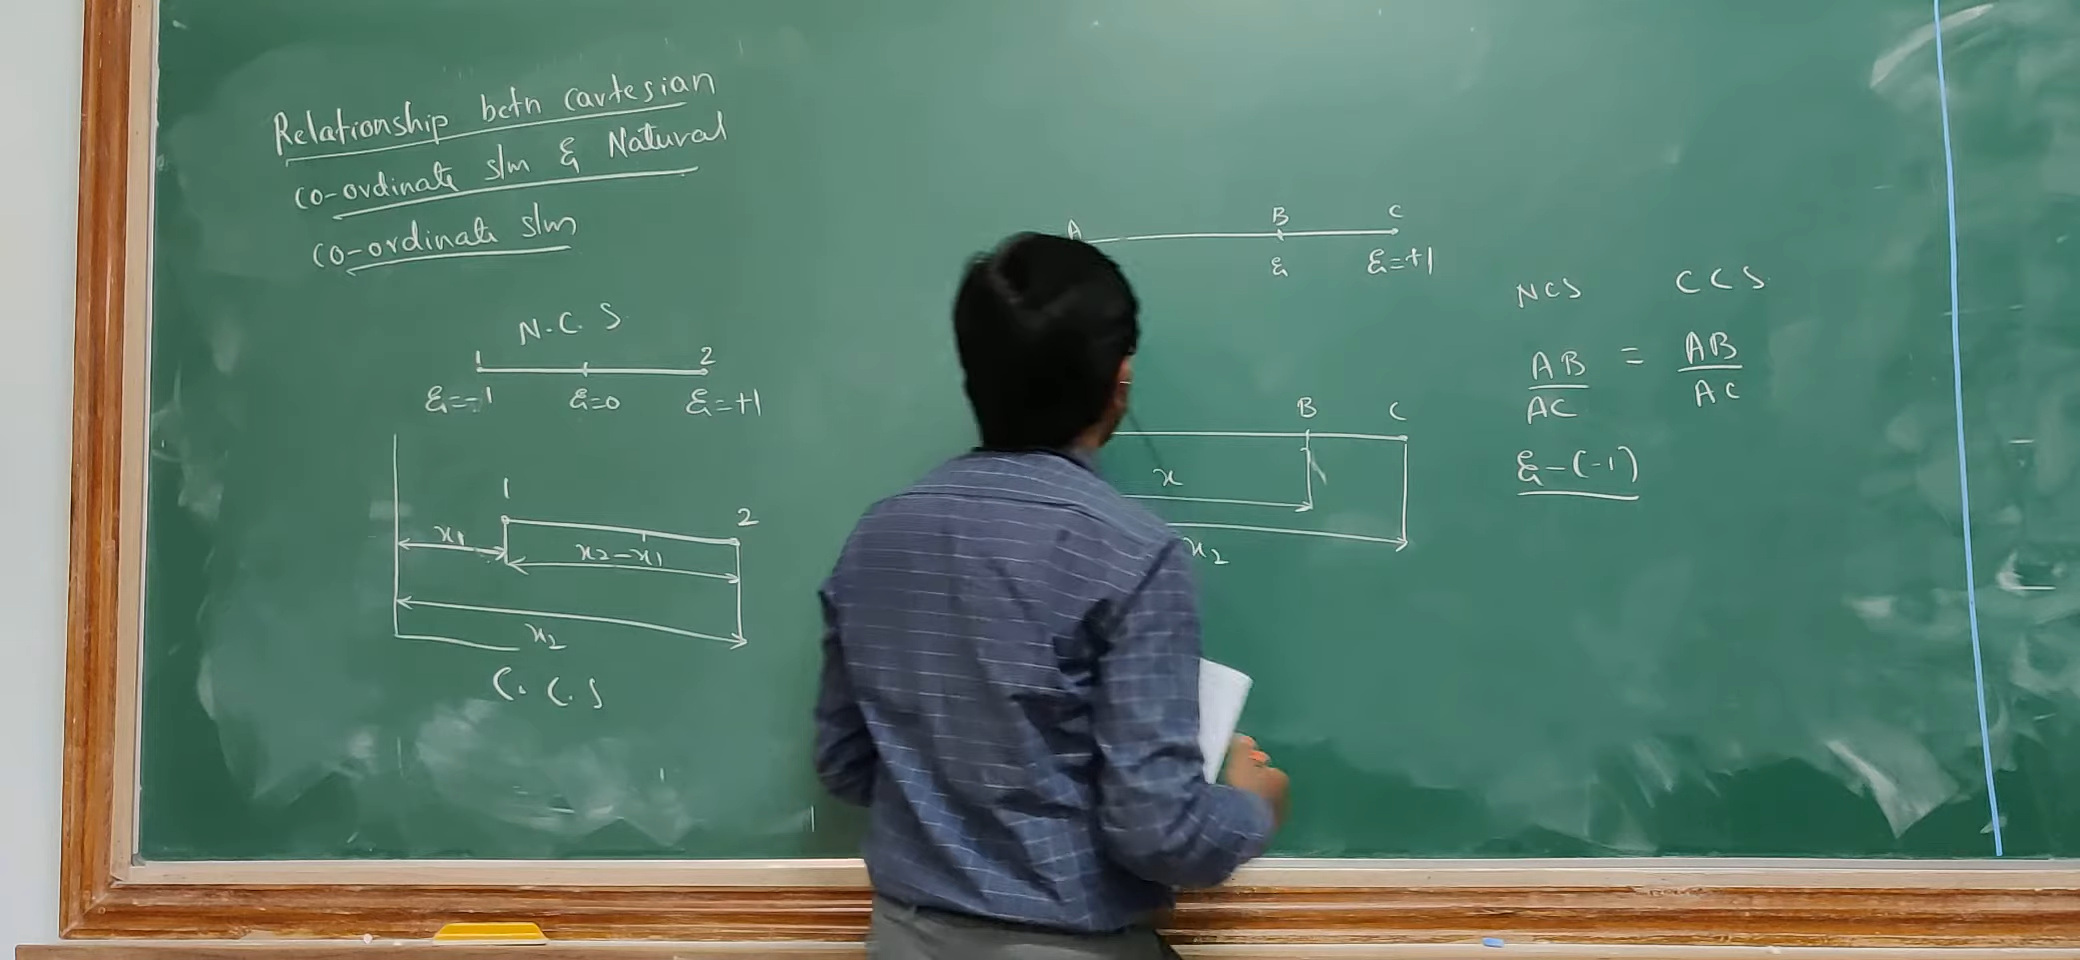 Relationship betn Cartesian
co-ordinate s/m & Natural
co-ordinate s/m
N.C.S
1 2
ξ=-1 ξ=0 ξ=+1
1 2
x1 x2-x1
x2
C.C.S
A B C
ξ ξ=+1
B C
x
x2
NCS CCS
AB = AB
AC AC
ξ-(-1)